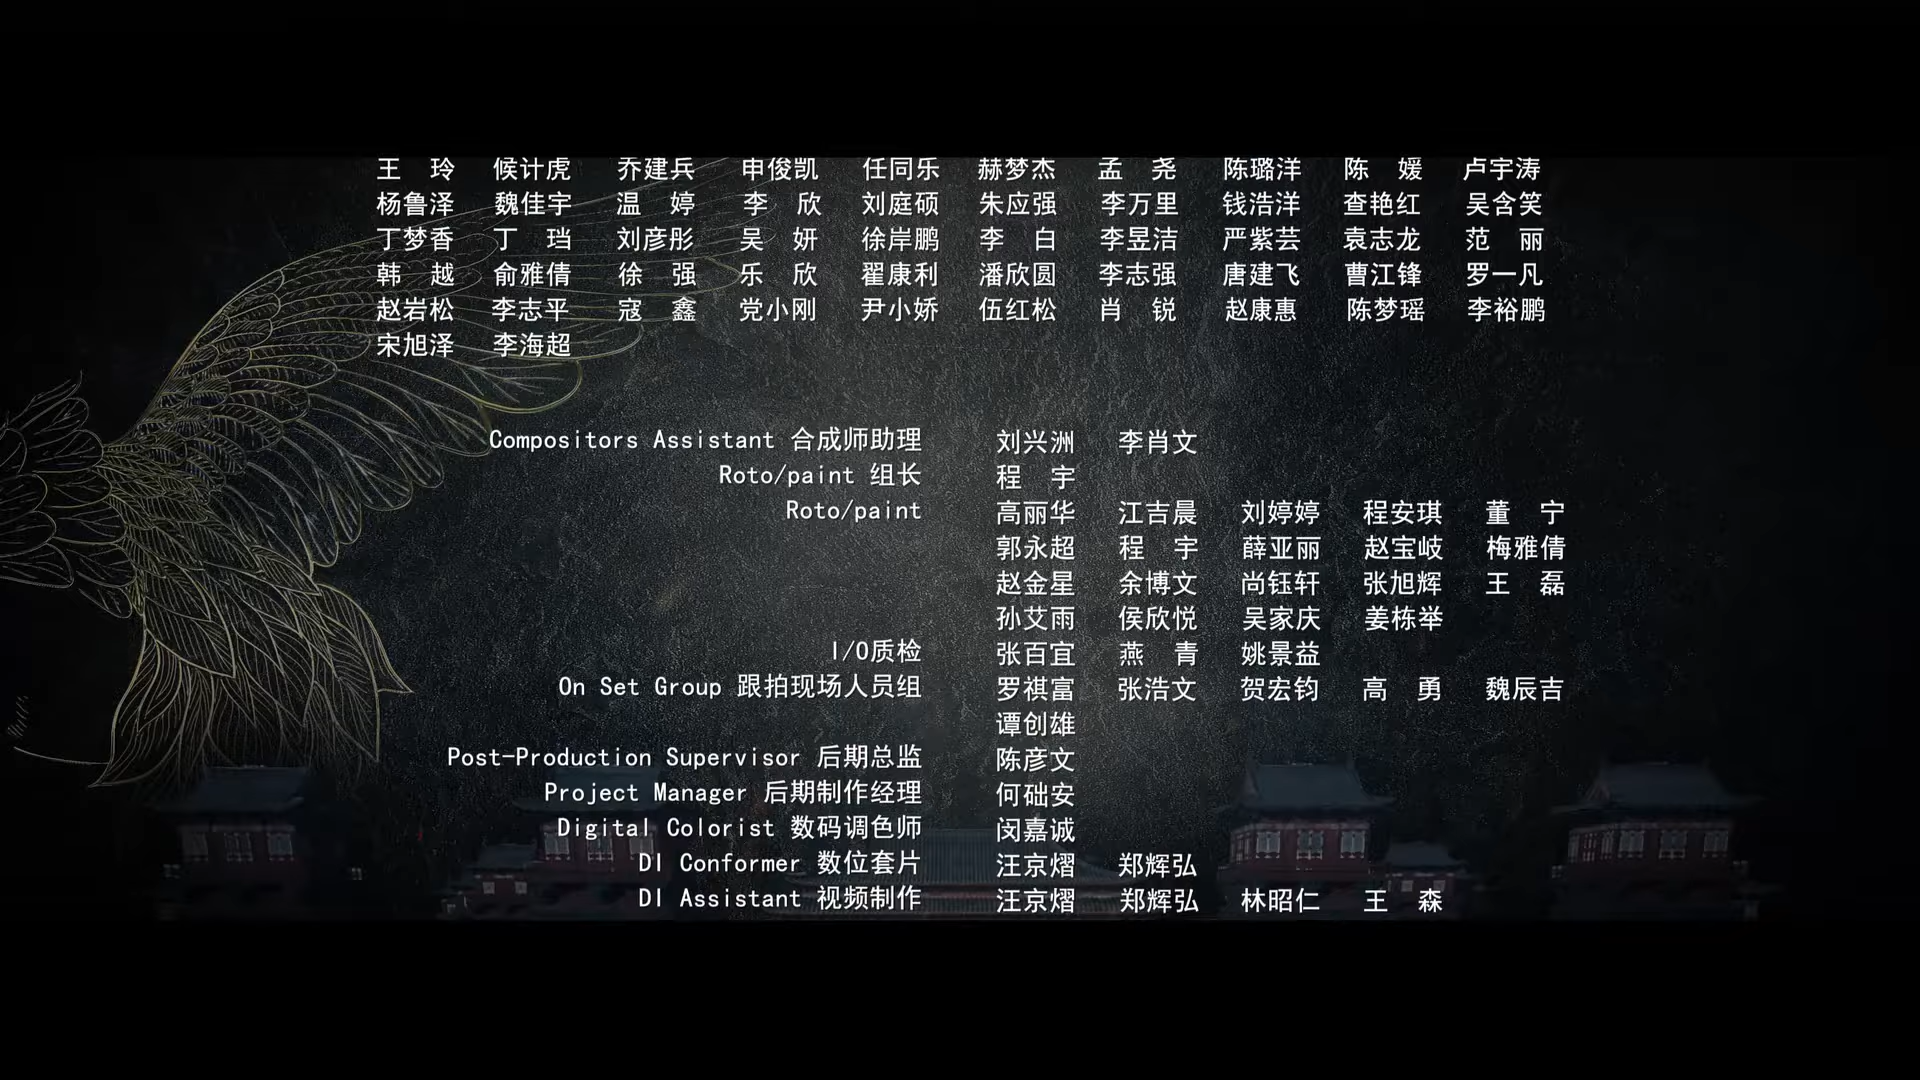 王 玲 候计虎 乔建兵 申俊凯 任同乐 赫梦杰 孟 尧 陈璐洋 陈 媛 卢宇涛
杨鲁泽 魏佳宇 温 婷 李 欣 刘庭硕 朱应强 李万里 钱浩洋 查艳红 吴含笑
丁梦香 丁 珰 刘彦彤 吴 妍 徐岸鹏 李 白 李昱洁 严紫芸 袁志龙 范 丽
韩 越 俞雅倩 徐 强 乐 欣 翟康利 潘欣圆 李志强 唐建飞 曹江锋 罗一凡
赵岩松 李志平 寇 鑫 党小刚 尹小娇 伍红松 肖 锐 赵康惠 陈梦瑶 李裕鹏
宋旭泽 李海超
Compositors Assistant 合成师助理 刘兴洲 李肖文
Roto/paint 组长 程 宇
Roto/paint 高丽华 江吉晨 刘婷婷 程安琪 董 宁
郭永超 程 宇 薛亚丽 赵宝岐 梅雅倩
赵金星 余博文 尚钰轩 张旭辉 王 磊
孙艾雨 侯欣悦 吴家庆 姜栋举
I/O质检 张百宜 燕 青 姚景益
On Set Group 跟拍现场人员组 罗祺富 张浩文 贺宏钧 高 勇 魏辰吉
谭创雄
Post-Production Supervisor 后期总监 陈彦文
Project Manager 后期制作经理 何础安
Digital Colorist 数码调色师 闵嘉诚
DI Conformer 数位套片 汪京熠 郑辉弘
DI Assistant 视频制作 汪京熠 郑辉弘 林昭仁 王 森